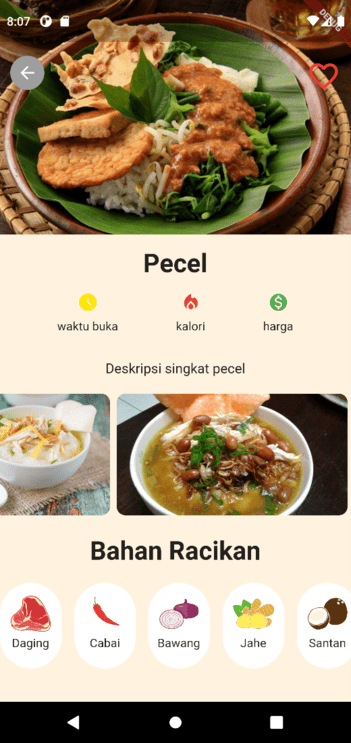 8:07
DEBUG
Pecel
waktu buka
kalori
harga
Deskripsi singkat pecel
Bahan Racikan
Daging
Cabai
Bawang
Jahe
Santan